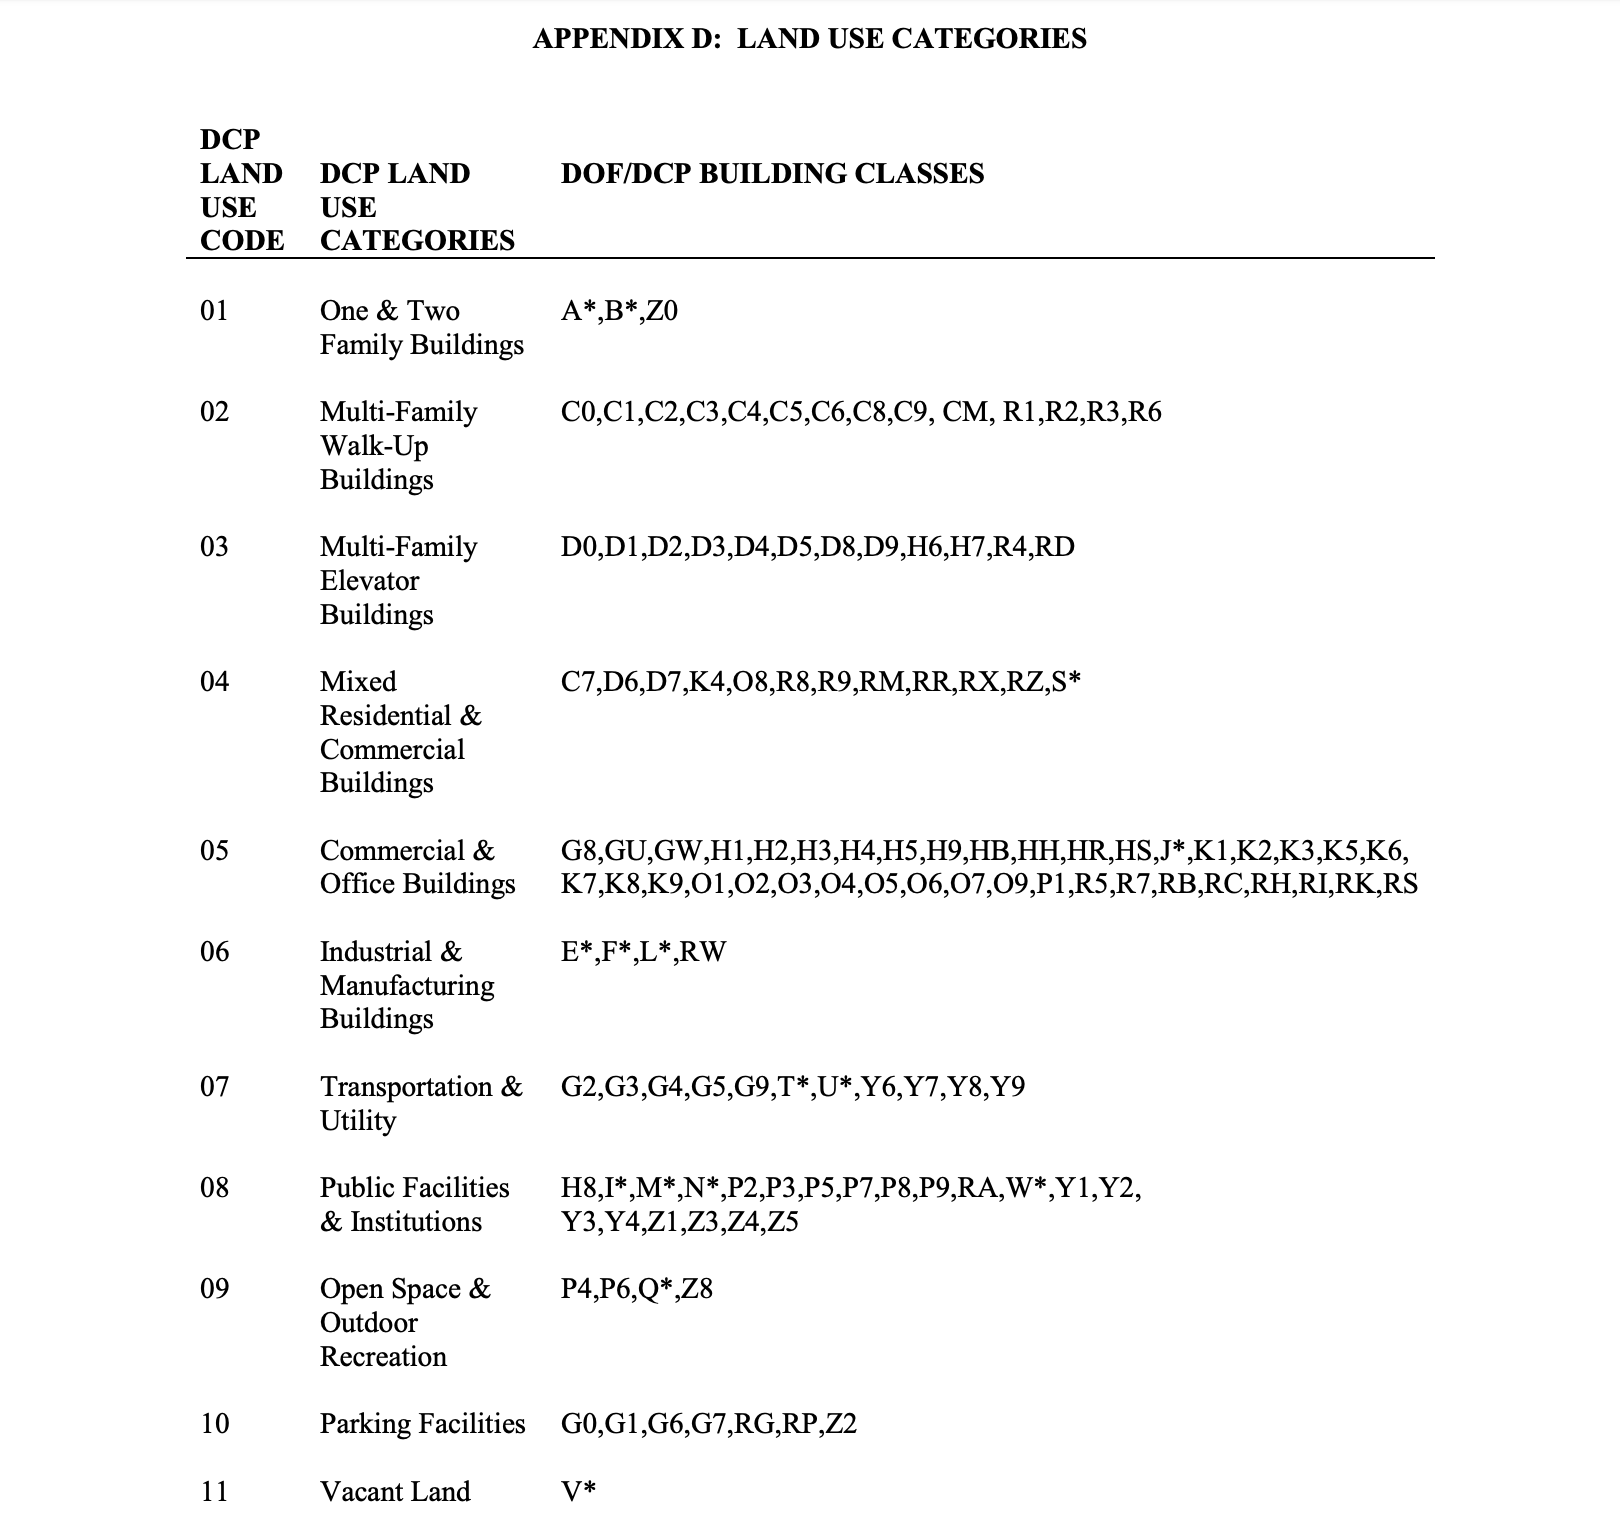 APPENDIX D: LAND USE CATEGORIES
DCP
LAND DCP LAND DOF/DCP BUILDING CLASSES
USE USE
CODE CATEGORIES
01 One & Two A*,B*,Z0
Family Buildings
02 Multi-Family C0,C1,C2,C3,C4,C5,C6,C8,C9, CM, R1,R2,R3,R6
Walk-Up
Buildings
03 Multi-Family D0,D1,D2,D3,D4,D5,D8,D9,H6,H7,R4,RD
Elevator
Buildings
04 Mixed C7,D6,D7,K4,O8,R8,R9,RM,RR,RX,RZ,S*
Residential &
Commercial
Buildings
05 Commercial & G8,GU,GW,H1,H2,H3,H4,H5,H9,HB,HH,HR,HS,J*,K1,K2,K3,K5,K6,
Office Buildings K7,K8,K9,O1,O2,O3,O4,O5,O6,O7,O9,P1,R5,R7,RB,RC,RH,RI,RK,RS
06 Industrial & E*,F*,L*,RW
Manufacturing
Buildings
07 Transportation & G2,G3,G4,G5,G9,T*,U*,Y6,Y7,Y8,Y9
Utility
08 Public Facilities H8,I*,M*,N*,P2,P3,P5,P7,P8,P9,RA,W*,Y1,Y2,
& Institutions Y3,Y4,Z1,Z3,Z4,Z5
09 Open Space & P4,P6,Q*,Z8
Outdoor
Recreation
10 Parking Facilities G0,G1,G6,G7,RG,RP,Z2
11 Vacant Land V*